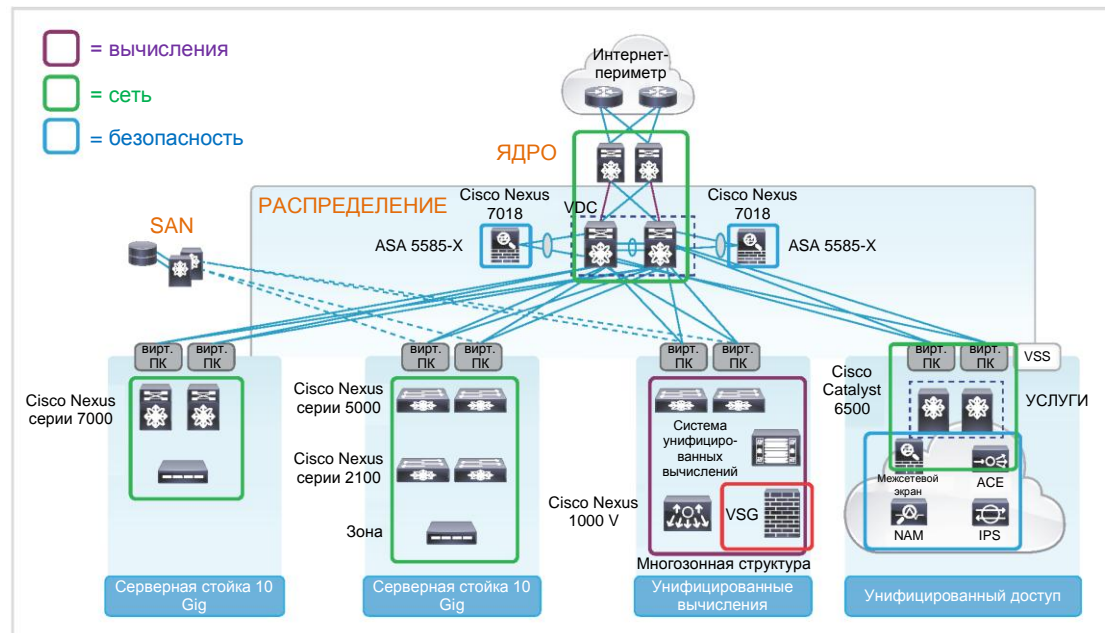 = вычисления
= сеть
= безопасность
Интернет-
периметр
ЯДРО
РАСПРЕДЕЛЕНИЕ
SAN
Cisco Nexus
7018
VDC
Cisco Nexus
7018
ASA 5585-X
ASA 5585-X
вирт.
ПК
вирт.
ПК
вирт.
ПК
вирт.
ПК
вирт.
ПК
вирт.
ПК
вирт.
ПК
вирт.
ПК
VSS
Cisco Nexus
серии 7000
Cisco Nexus
серии 5000
Cisco Nexus
серии 2100
Зона
Система
унифициро-
ванных
вычислений
Cisco Nexus
1000 V
VSG
Многозонная структура
Cisco
Catalyst
6500
УСЛУГИ
Межсетевой
экран
ACE
NAM
IPS
Серверная стойка 10
Gig
Серверная стойка 10
Gig
Унифицированные
вычисления
Унифицированный доступ